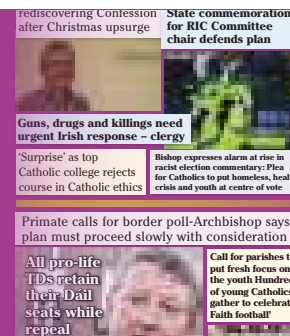 rediscovering Confession
after Christmas upsurge
State commemoration
for RIC Committee
chair defends plan
Guns, drugs and killings need
urgent Irish response – clergy
'Surprise' as top
Catholic college rejects
course in Catholic ethics
Bishop expresses alarm at rise in
racist election commentary: Plea
for Catholics to put homeless, heal
crisis and youth at centre of vote
Primate calls for border poll-Archbishop says
plan must proceed slowly with consideration
All pro-life
TDs retain
their Dáil
seats while
repeal
Call for parishes t
put fresh focus on
the youth Hundred
of young Catholics
gather to celebrat
Faith football'